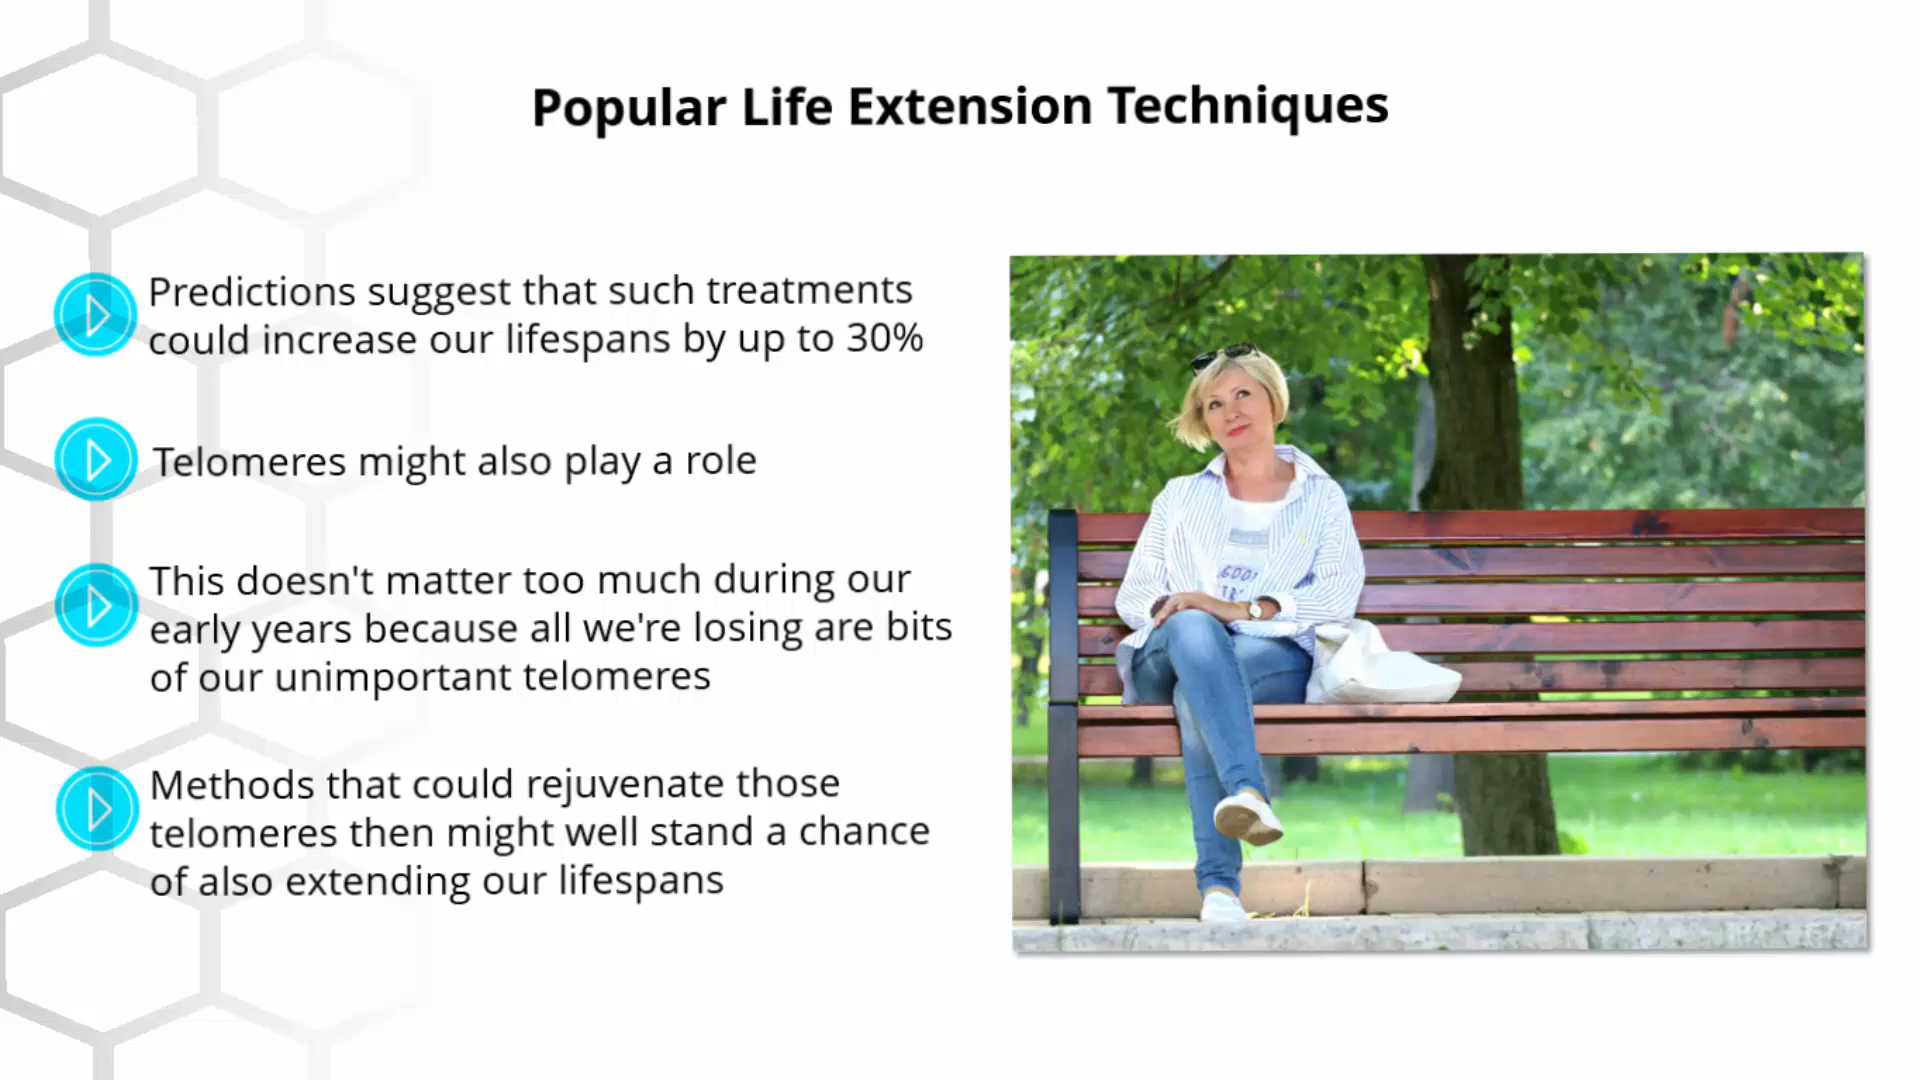 Popular Life Extension Techniques
Predictions suggest that such treatments
could increase our lifespans by up to 30%
Telomeres might also play a role
This doesn't matter too much during our
early years because all we're losing are bits
of our unimportant telomeres
Methods that could rejuvenate those
telomeres then might well stand a chance
of also extending our lifespans